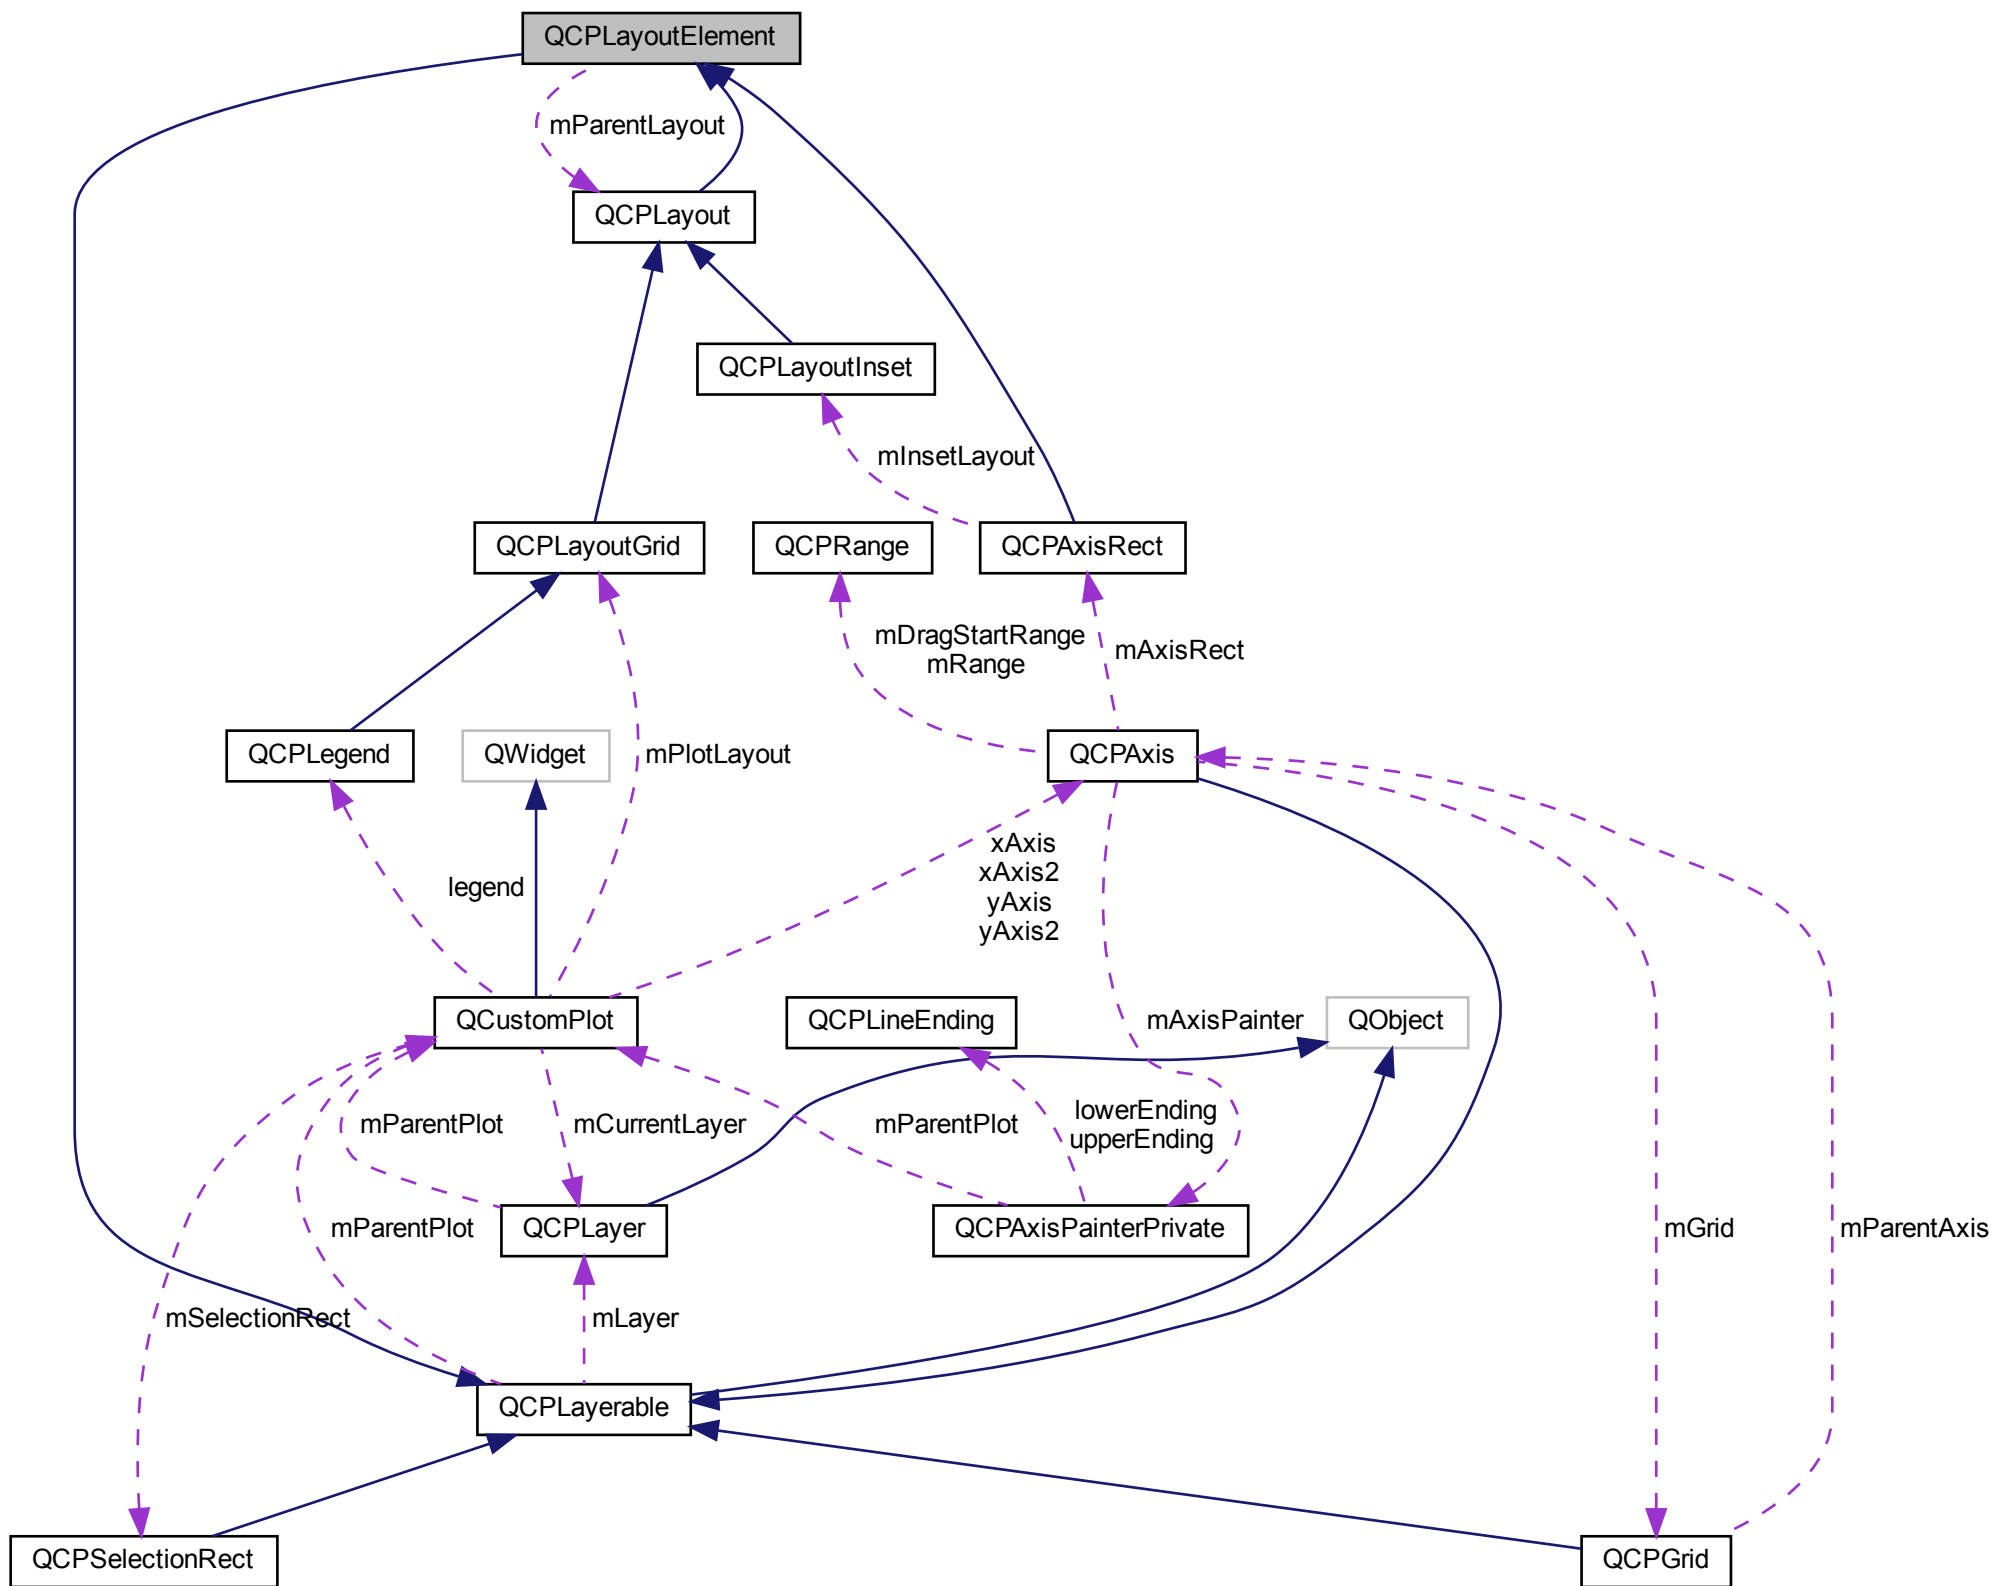 QCPLayoutElement
mParentLayout
QCPLayout
QCPLayoutInset
mInsetLayout
QCPLayoutGrid
QCPRange
QCPAxisRect
mDragStartRange
mRange
mAxisRect
QCPLegend
QWidget
mPlotLayout
QCPAxis
legend
xAxis
xAxis2
yAxis
yAxis2
QCustomPlot
QCPLineEnding
mAxisPainter
QObject
mParentPlot
mCurrentLayer
mParentPlot
lowerEnding
upperEnding
mParentPlot
QCPLayer
QCPAxisPainterPrivate
mGrid
mParentAxis
mSelectionRect
mLayer
QCPLayerable
QCPSelectionRect
QCPGrid